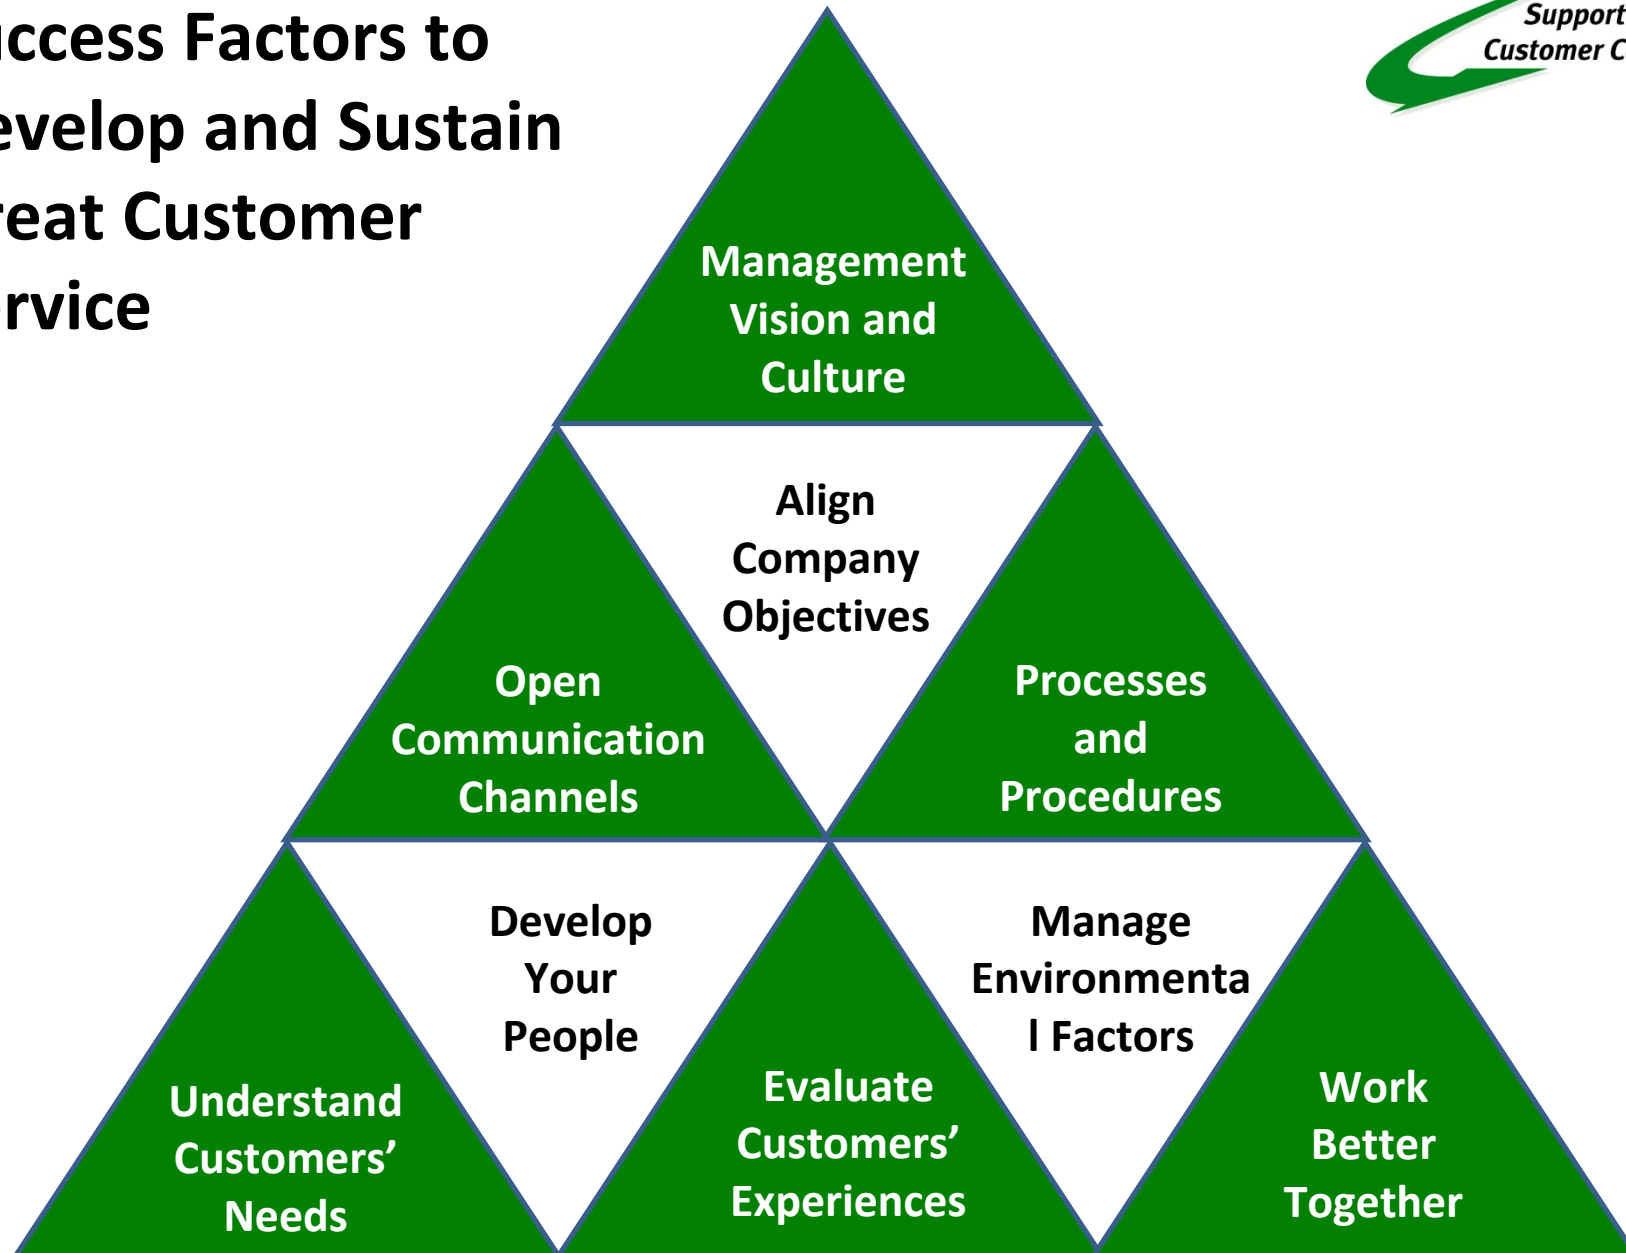 uccess Factors to
evelop and Sustain
reat Customer
rvice
Support
Customer C
Management
Vision and
Culture
Align
Company
Objectives
Open
Communication
Channels
Processes
and
Procedures
Develop
Your
People
Manage
Environmenta
l Factors
Understand
Customers’
Needs
Evaluate
Customers’
Experiences
Work
Better
Together